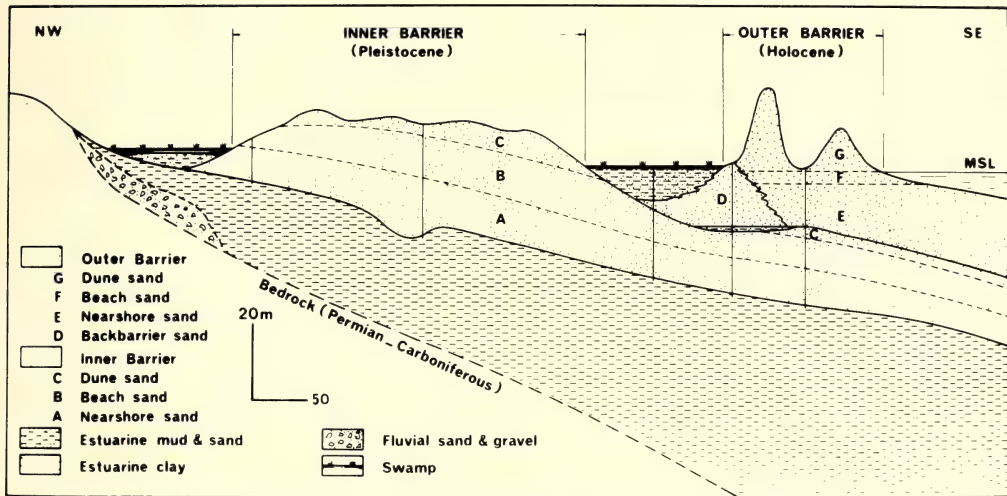 NW
INNER BARRIER
(Pleistocene)
OUTER BARRIER
(Holocene)
SE
MSL
C
B
A
D
G
F
E
C
Bedrock (Permian - Carboniferous)
20m
50
Outer Barrier
G Dune sand
F Beach sand
E Nearshore sand
D Backbarrier sand
Inner Barrier
C Dune sand
B Beach sand
A Nearshore sand
Estuarine mud & sand
Estuarine clay
Fluvial sand & gravel
Swamp